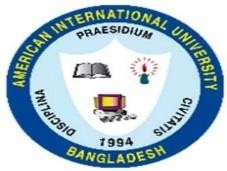 AMERICAN INTERNATIONAL UNIVERSITY
PRAESIDIUM
DISCIPLINA
CIVITATIS
1994
BANGLADESH